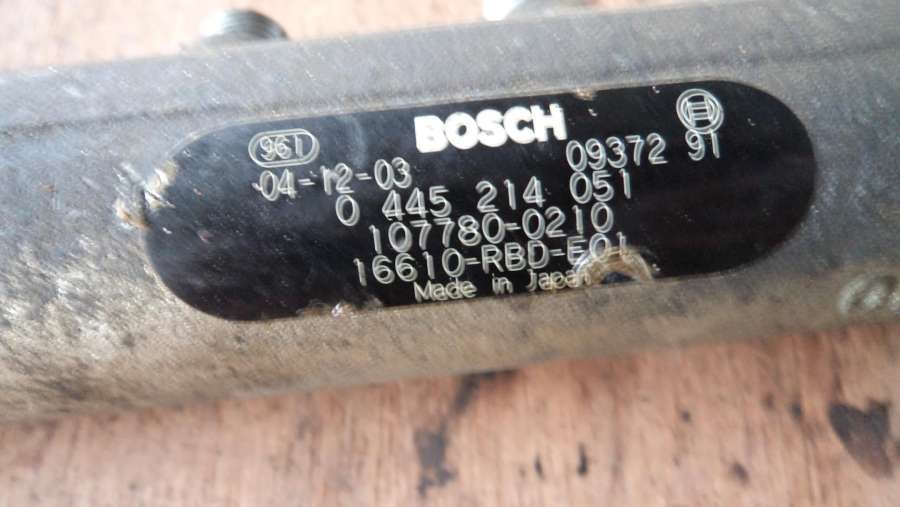 BOSCH
961
04-12-03 09372 91
0 445 214 051
107780-0210
16610-RBD-E01
Made in Japan